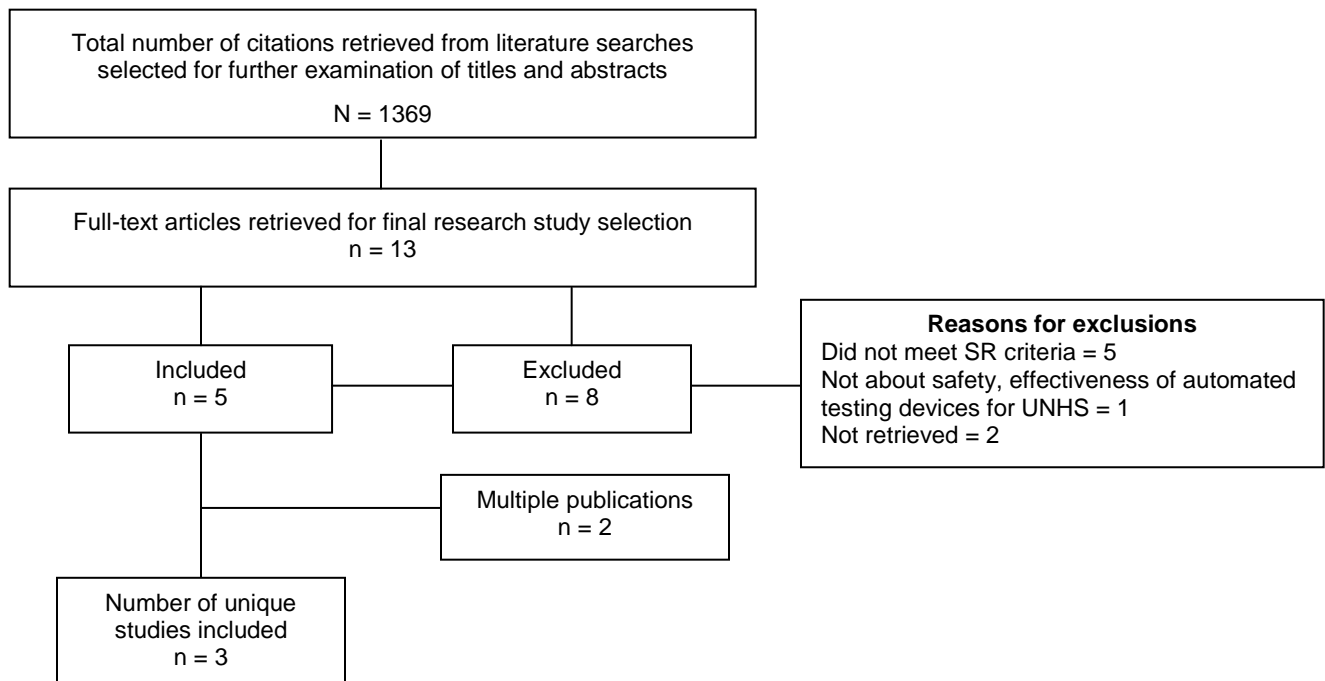 Total number of citations retrieved from literature searches
selected for further examination of titles and abstracts
N = 1369
Full-text articles retrieved for final research study selection
n = 13
Included
n = 5
Excluded
n = 8
Reasons for exclusions
Did not meet SR criteria = 5
Not about safety, effectiveness of automated
testing devices for UNHS = 1
Not retrieved = 2
Multiple publications
n = 2
Number of unique
studies included
n = 3